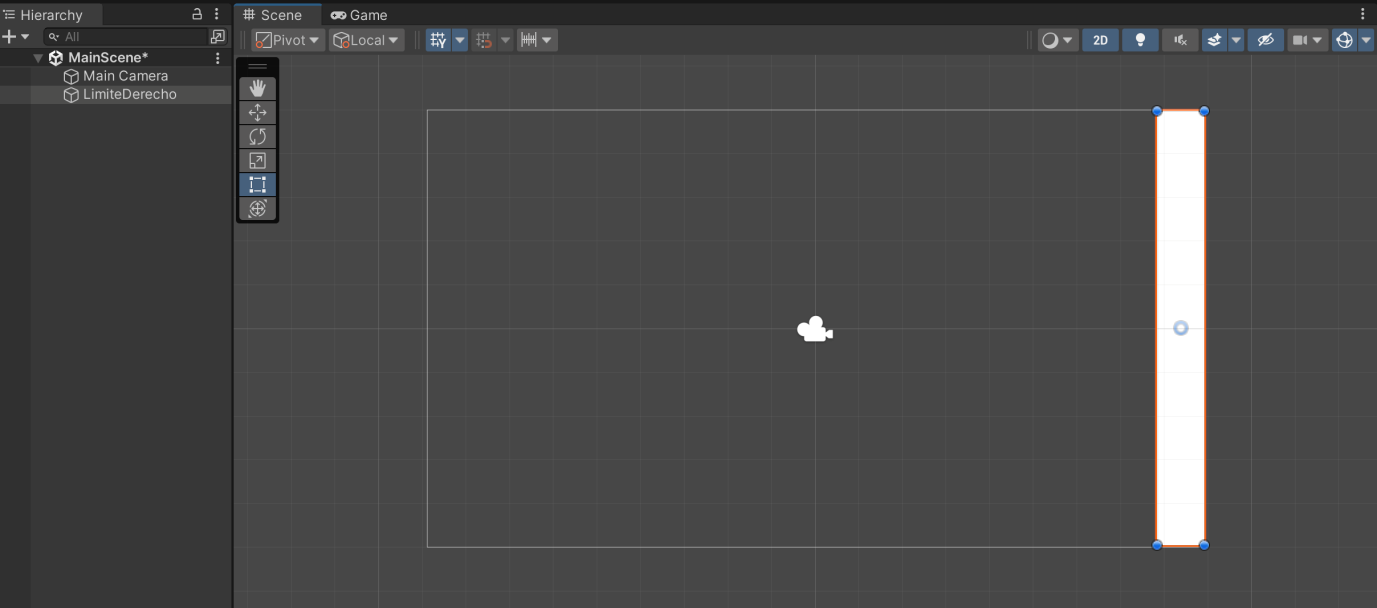 Hierarchy
All
MainScene*
Main Camera
LimiteDerecho
Scene Game
Pivot Local 2D